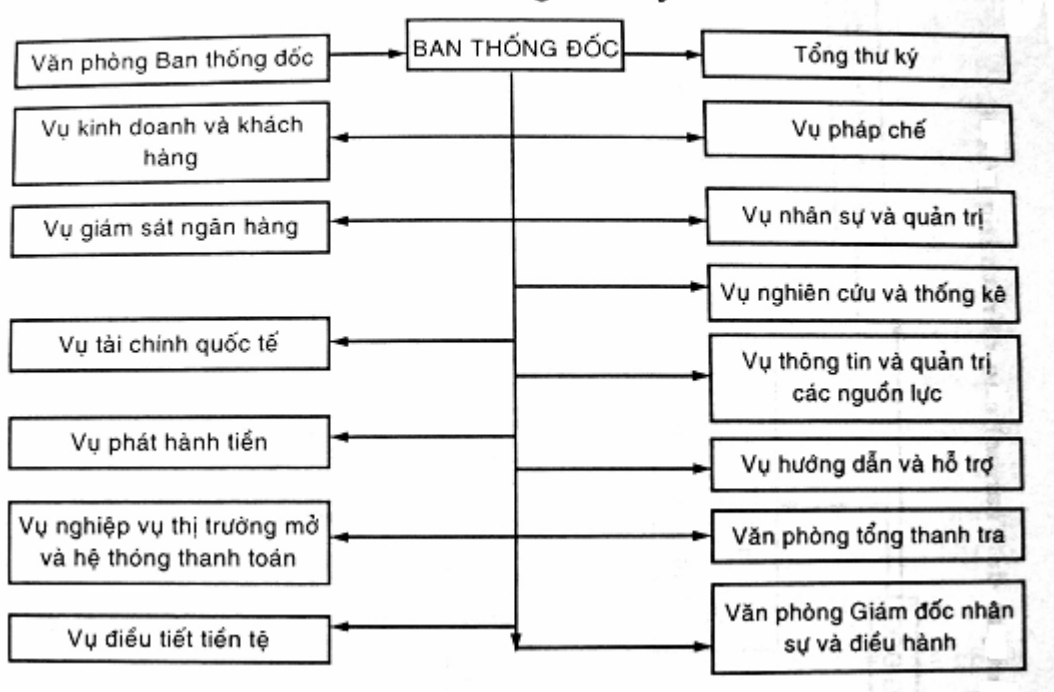 Văn phòng Ban thống đốc
BAN THỐNG ĐỐC
Tổng thư ký
Vụ kinh doanh và khách
hàng
Vụ pháp chế
Vụ giám sát ngân hàng
Vụ nhân sự và quản trị
Vụ nghiên cứu và thống kê
Vụ tài chính quốc tế
Vụ thông tin và quản trị
các nguồn lực
Vụ phát hành tiền
Vụ hướng dẫn và hỗ trợ
Vụ nghiệp vụ thị trường mở
và hệ thóng thanh toán
Văn phòng tổng thanh tra
Vụ điều tiết tiền tệ
Văn phòng Giám đốc nhân
sự và điều hành